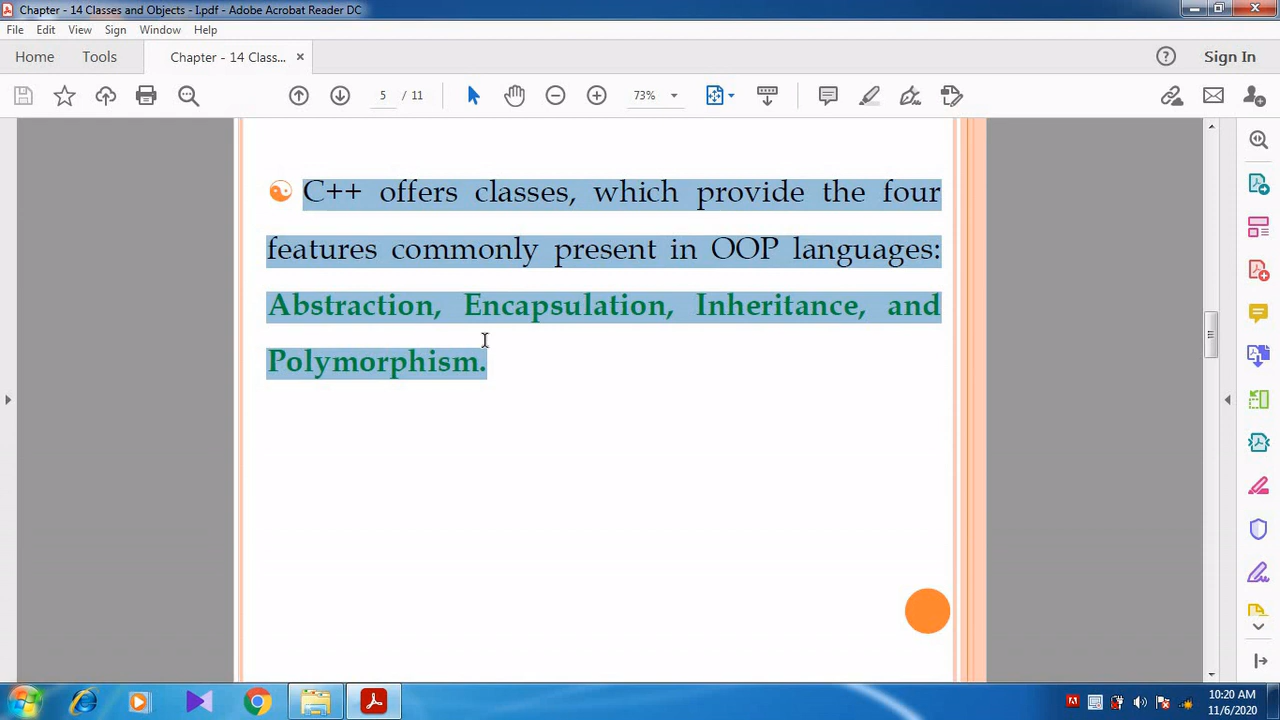 Chapter - 14 Classes and Objects - I.pdf - Adobe Acrobat Reader DC
File Edit View Sign Window Help
Home Tools Chapter - 14 Class... × Sign In
5 / 11 73%
C++ offers classes, which provide the four
features commonly present in OOP languages:
Abstraction, Encapsulation, Inheritance, and
Polymorphism.
10:20 AM
11/6/2020